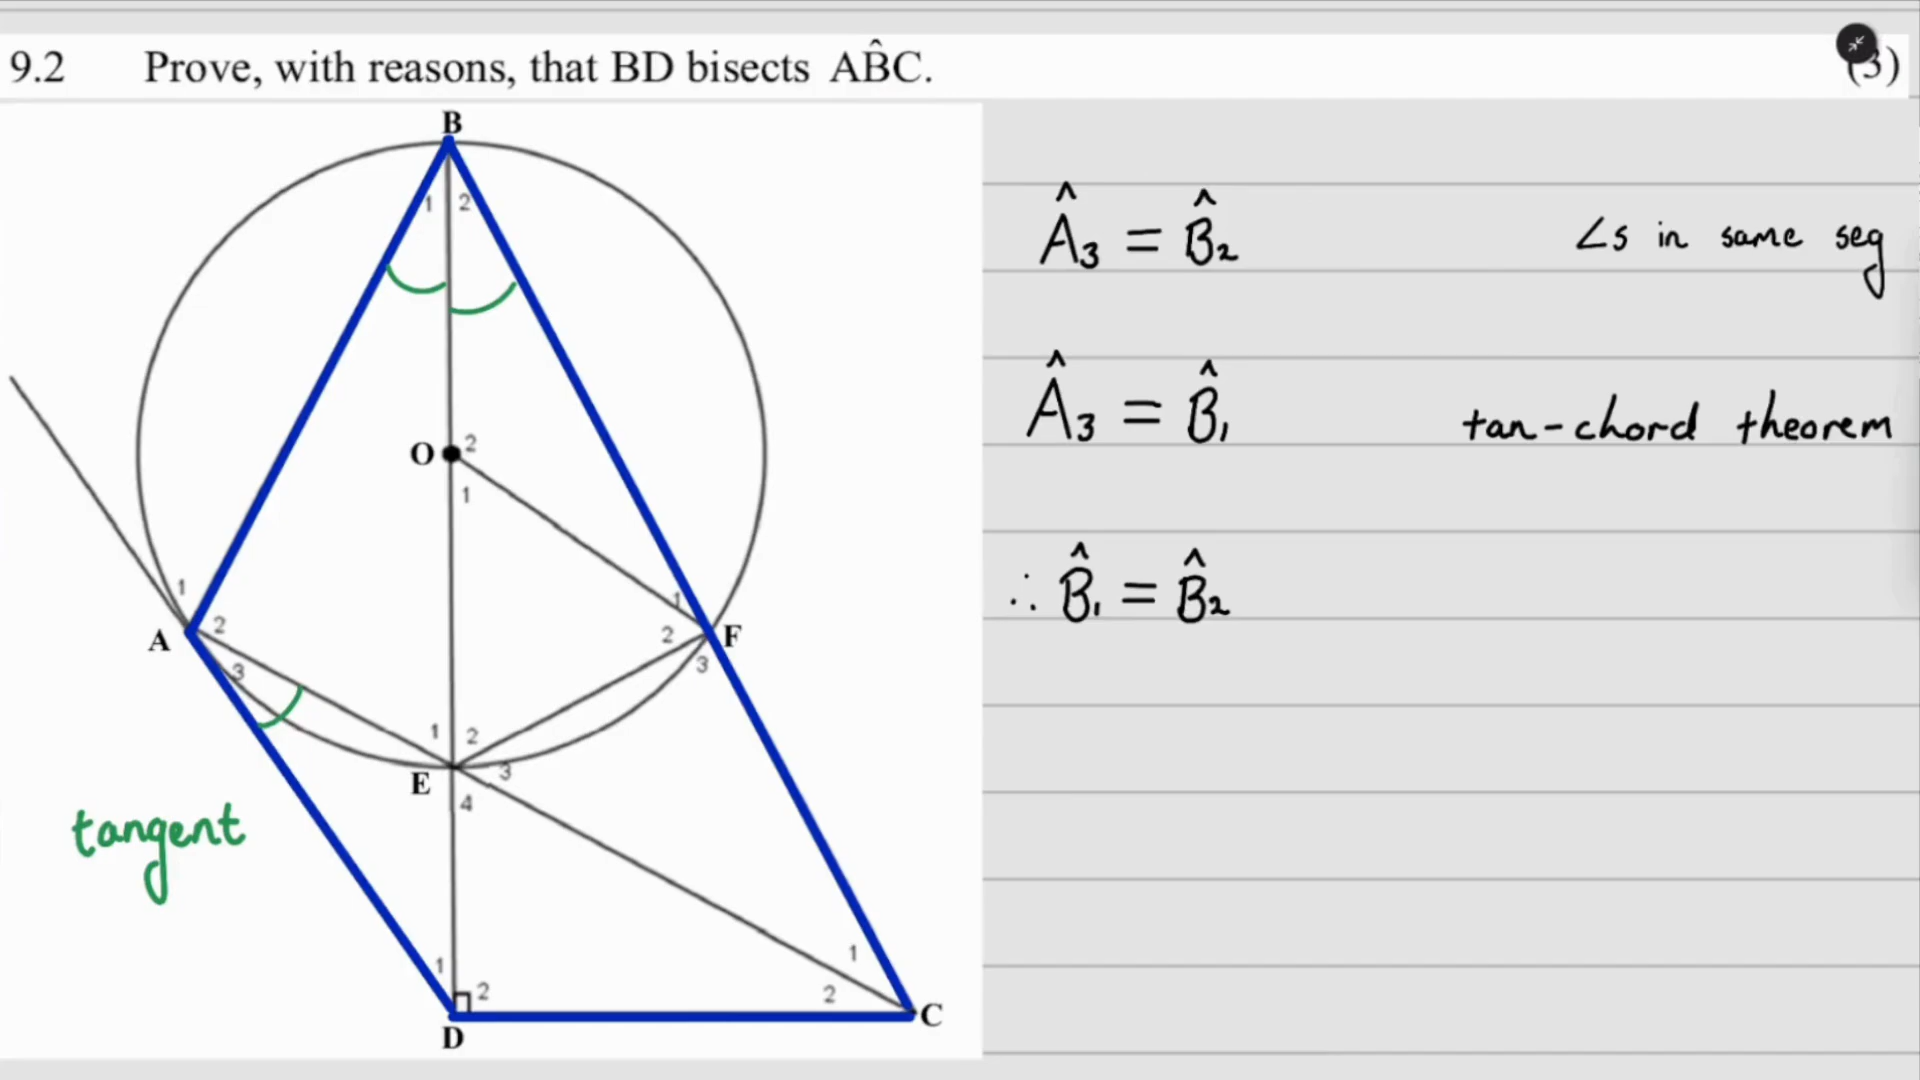 9.2 Prove, with reasons, that BD bisects AB̂C. (3)
B
1 2
O 2
1
1
A 2
3
1
2 F
3
1 2
E 3
4
tangent
1
1 2
2 C
D
Â₃ = B̂₂ ∠s in same seg
Â₃ = B̂₁ tan-chord theorem
∴ B̂₁ = B̂₂